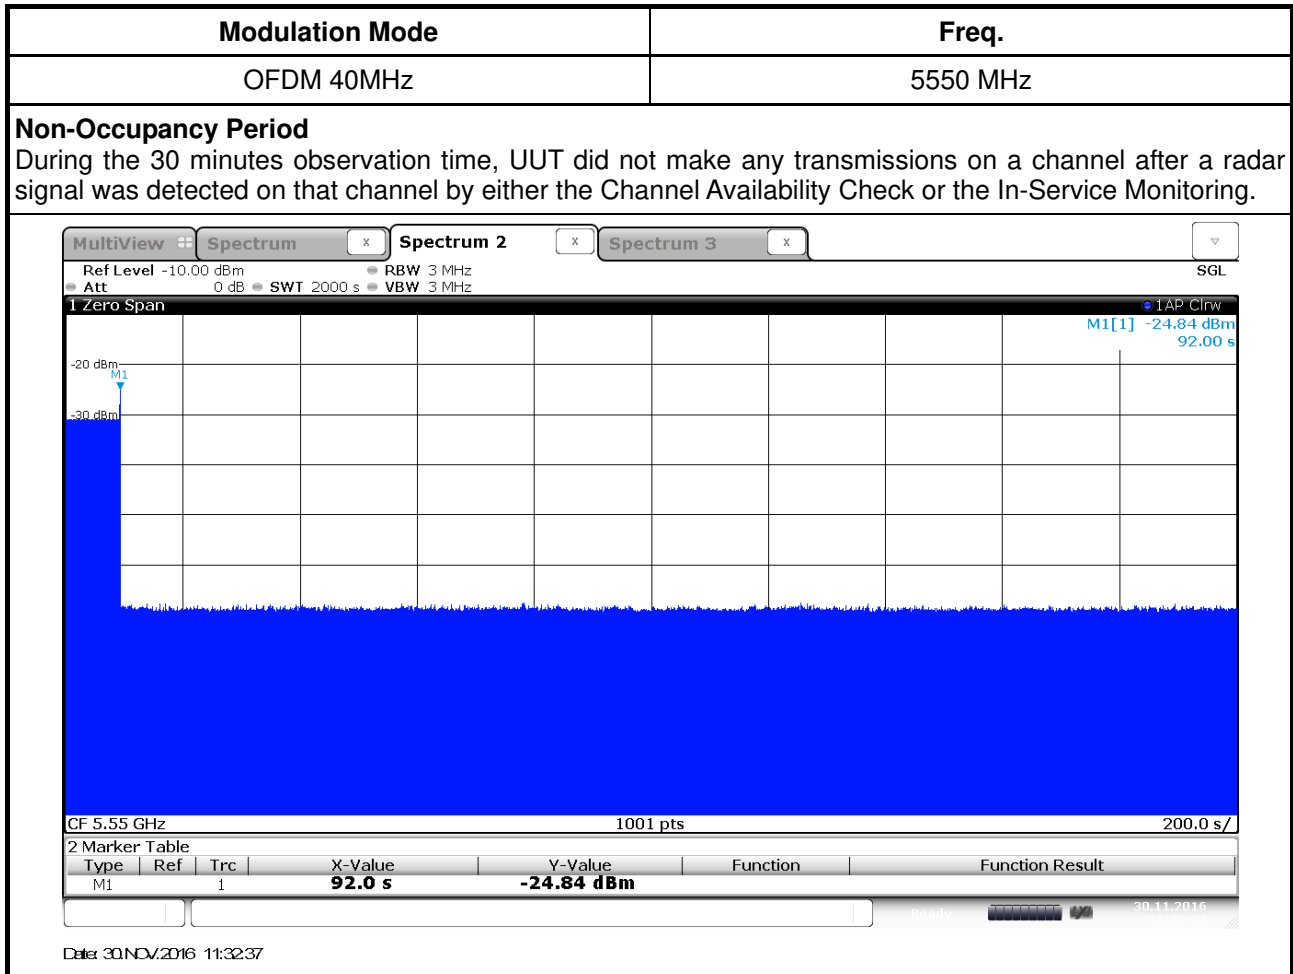 Modulation Mode Freq.
OFDM 40MHz 5550 MHz
Non-Occupancy Period
During the 30 minutes observation time, UUT did not make any transmissions on a channel after a radar
signal was detected on that channel by either the Channel Availability Check or the In-Service Monitoring.
MultiView Spectrum x Spectrum 2 x Spectrum 3 x
Ref Level -10.00 dBm RBW 3 MHz SGL
Att 0 dB SWT 2000 s VBW 3 MHz
1 Zero Span 1AP Clrw
M1[1] -24.84 dBm
92.00 s
-20 dBm
M1
-30 dBm
CF 5.55 GHz 1001 pts 200.0 s/
2 Marker Table
Type Ref Trc X-Value Y-Value Function Function Result
M1 1 92.0 s -24.84 dBm
Ready 30.11.2016
Date: 30.NOV.2016 11:32:37